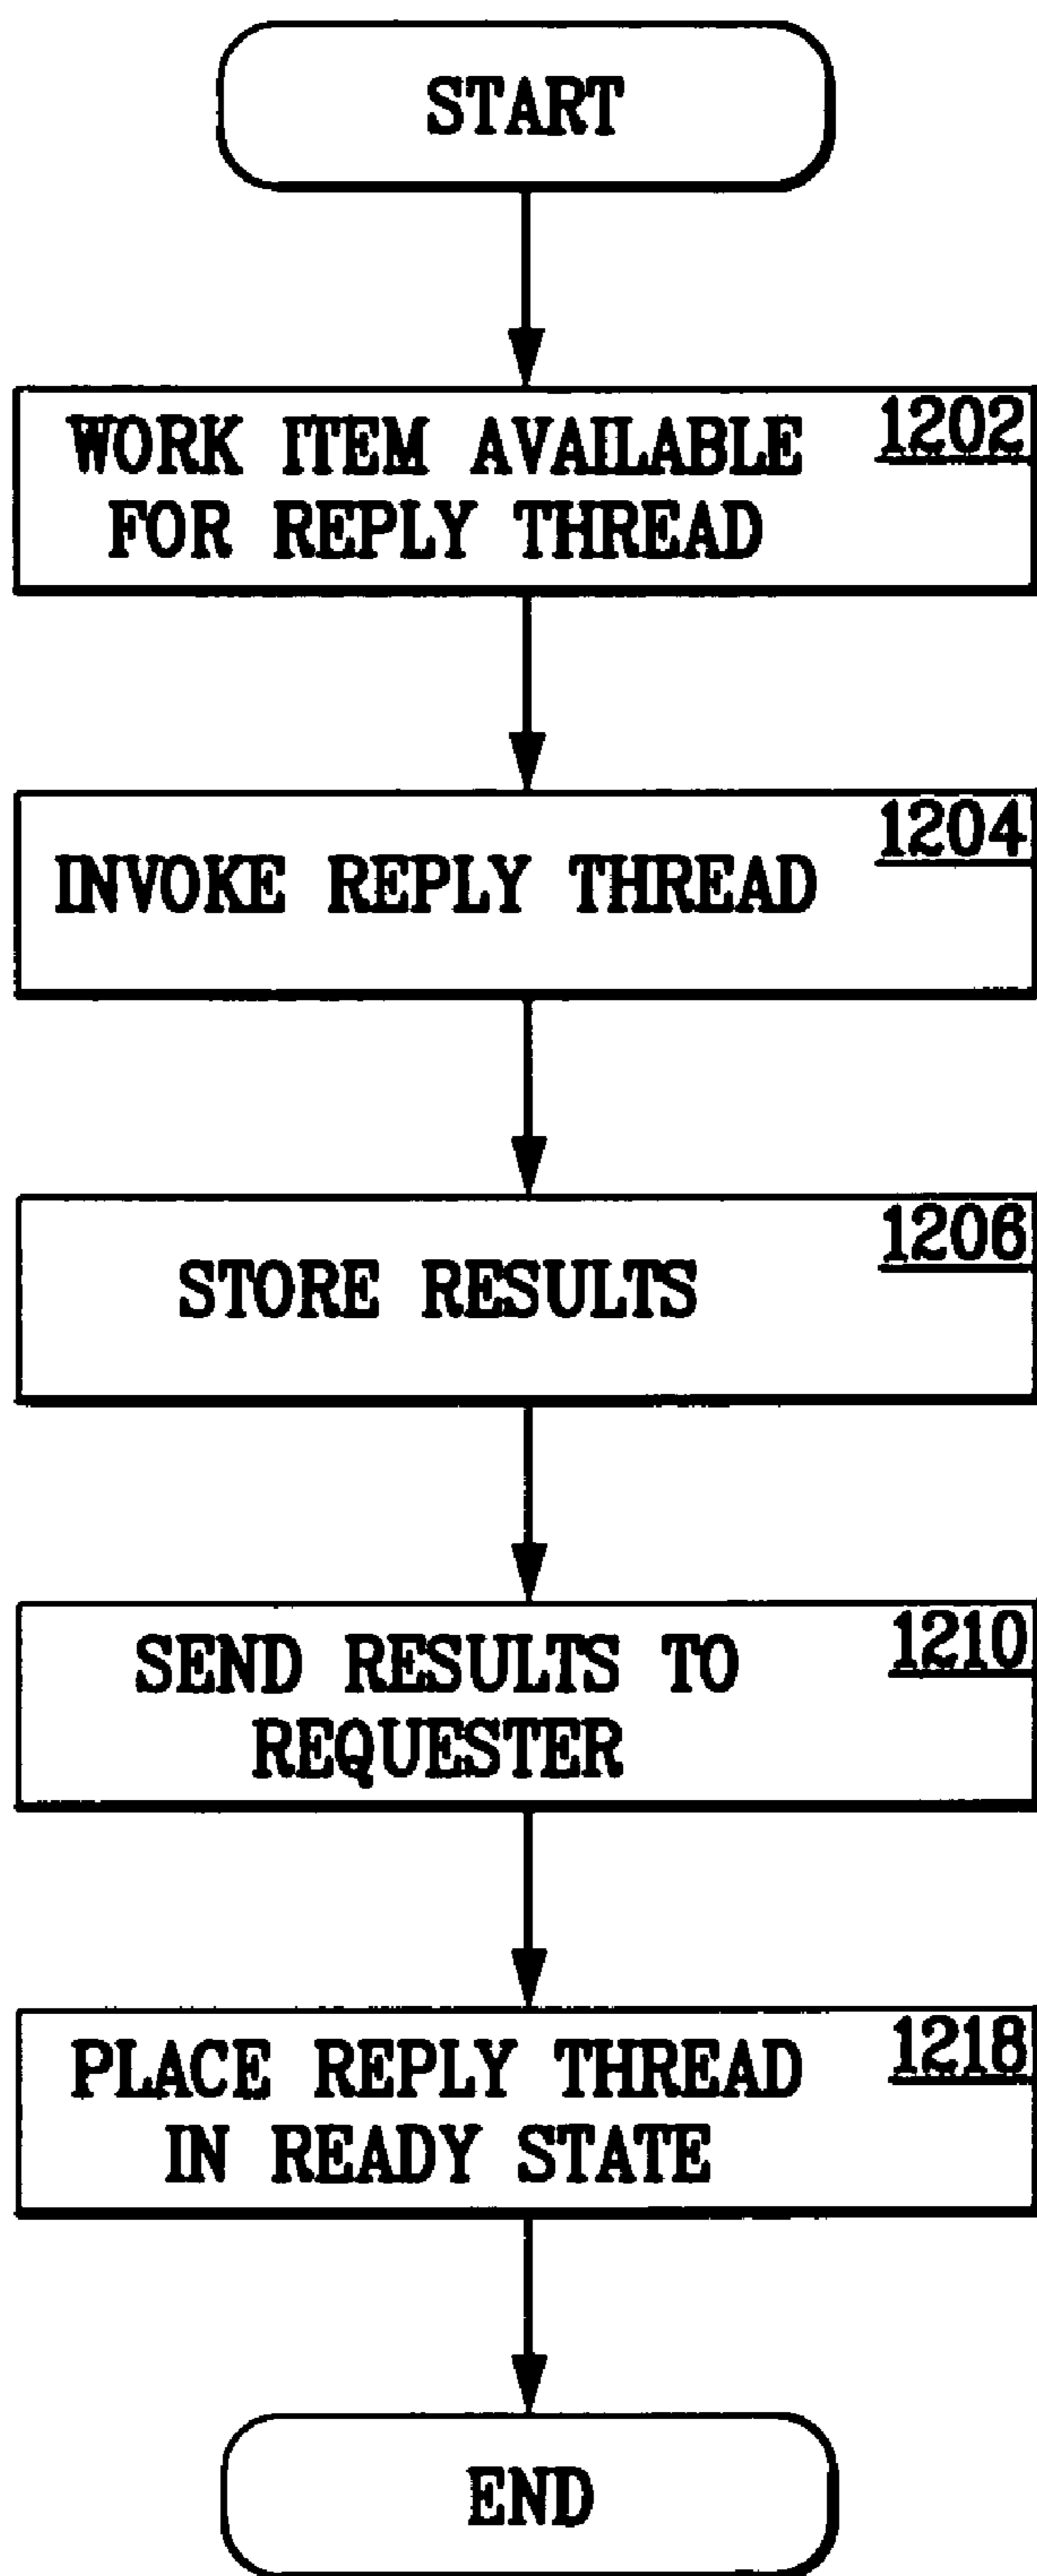 START
WORK ITEM AVAILABLE 1202
FOR REPLY THREAD
1204
INVOKE REPLY THREAD
1206
STORE RESULTS
SEND RESULTS TO 1210
REQUESTER
PLACE REPLY THREAD 1218
IN READY STATE
END